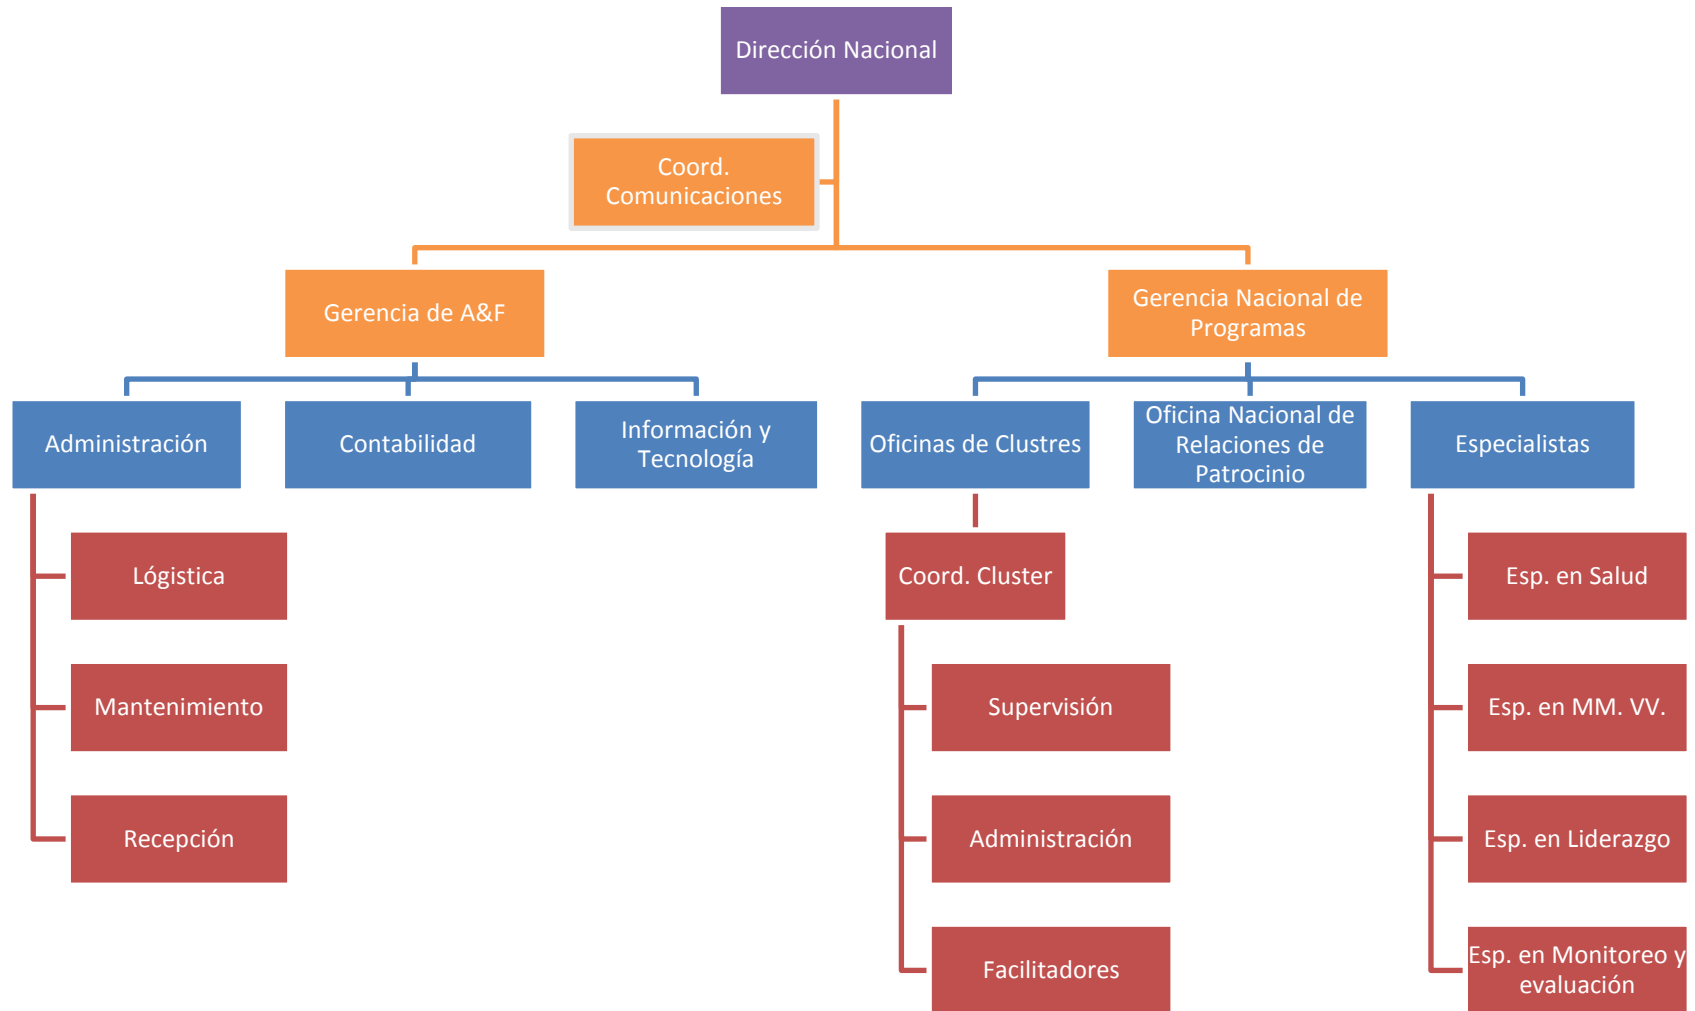 Dirección Nacional
Coord.
Comunicaciones
Gerencia de A&F
Gerencia Nacional de
Programas
Administración
Contabilidad
Información y
Tecnología
Oficinas de Clustres
Oficina Nacional de
Relaciones de
Patrocinio
Especialistas
Lógistica
Mantenimiento
Recepción
Coord. Cluster
Supervisión
Administración
Facilitadores
Esp. en Salud
Esp. en MM. VV.
Esp. en Liderazgo
Esp. en Monitoreo y
evaluación